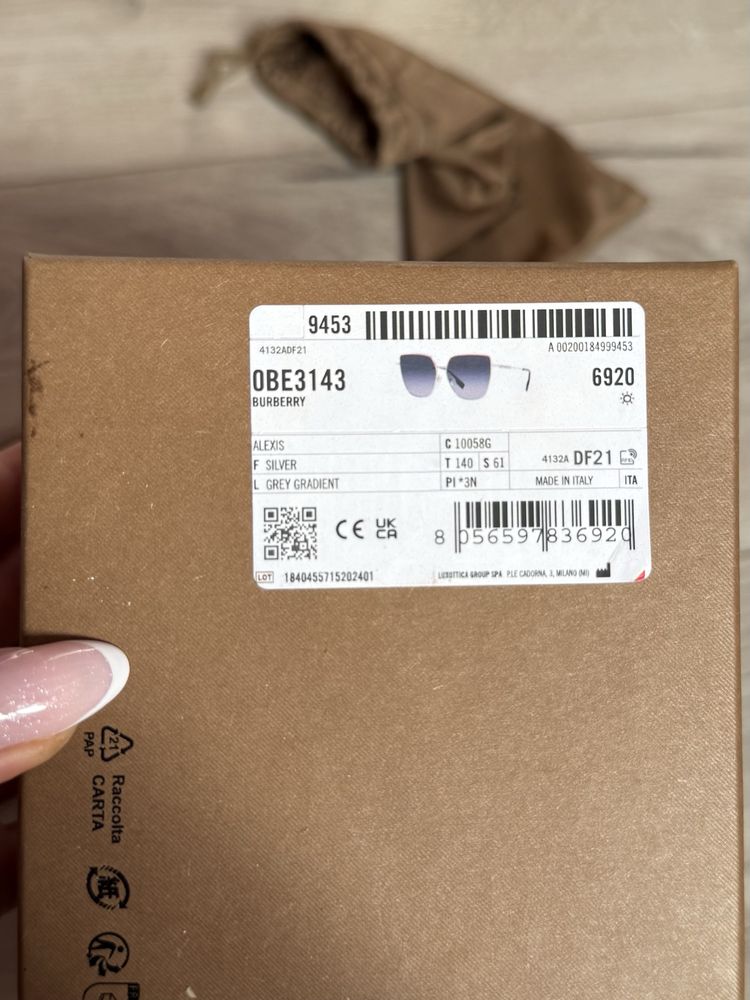 9453
4132ADF21
A 00200184999453
0BE3143
6920
BURBERRY
ALEXIS
C 10058G
F SILVER
T 140 S 61
4132A DF21
L GREY GRADIENT
PI *3N
MADE IN ITALY
ITA
CE
UK
CA
8 056597 836920
LOT 1840455715202401
LUXOTTICA GROUP SPA P.LE CADORNA, 3, MILANO (MI)
21
PAP
Raccolta
CARTA
紙